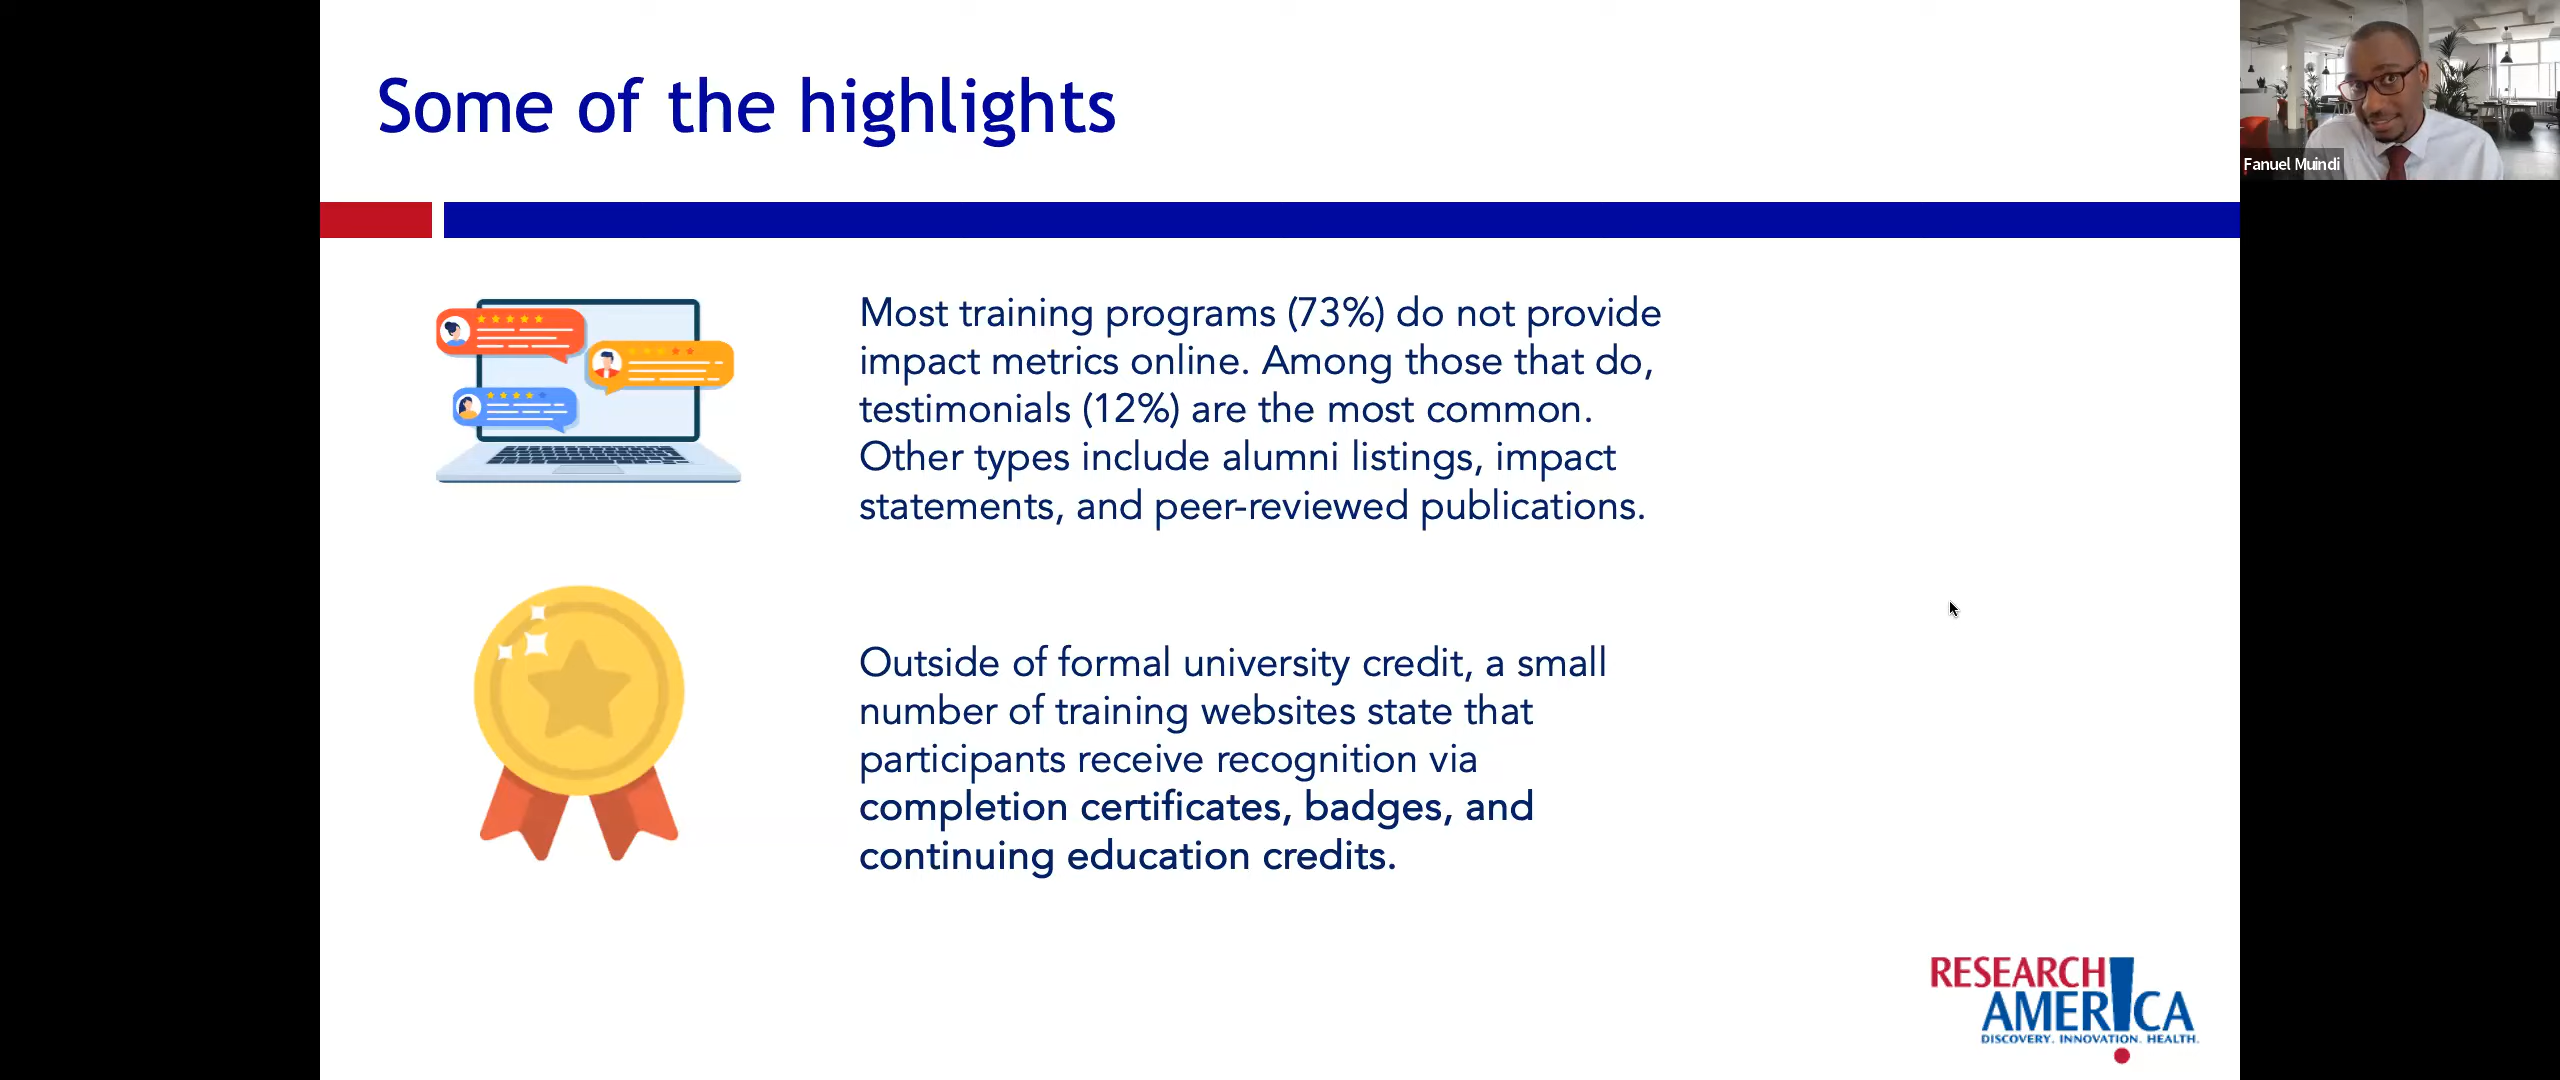 Some of the highlights
Fanuel Muindi
Most training programs (73%) do not provide
impact metrics online. Among those that do,
testimonials (12%) are the most common.
Other types include alumni listings, impact
statements, and peer-reviewed publications.
Outside of formal university credit, a small
number of training websites state that
participants receive recognition via
completion certificates, badges, and
continuing education credits.
RESEARCH
AMERICA
DISCOVERY. INNOVATION. HEALTH.